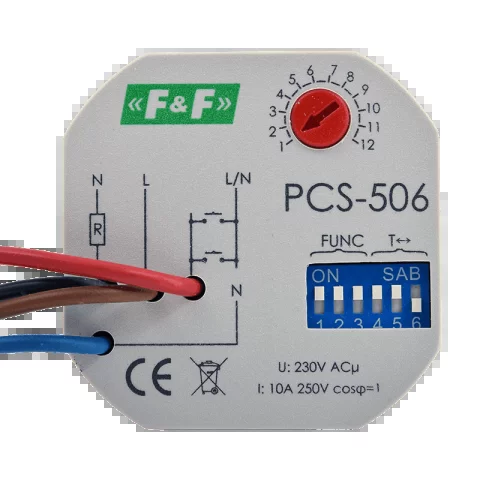 «F&F»
1 2 3 4 5 6 7 8 9 10 11 12
N L L/N
R
N
PCS-506
FUNC T↔
ON SAB
1 2 3 4 5 6
CE
U: 230V ACµ
I: 10A 250V cosφ=1